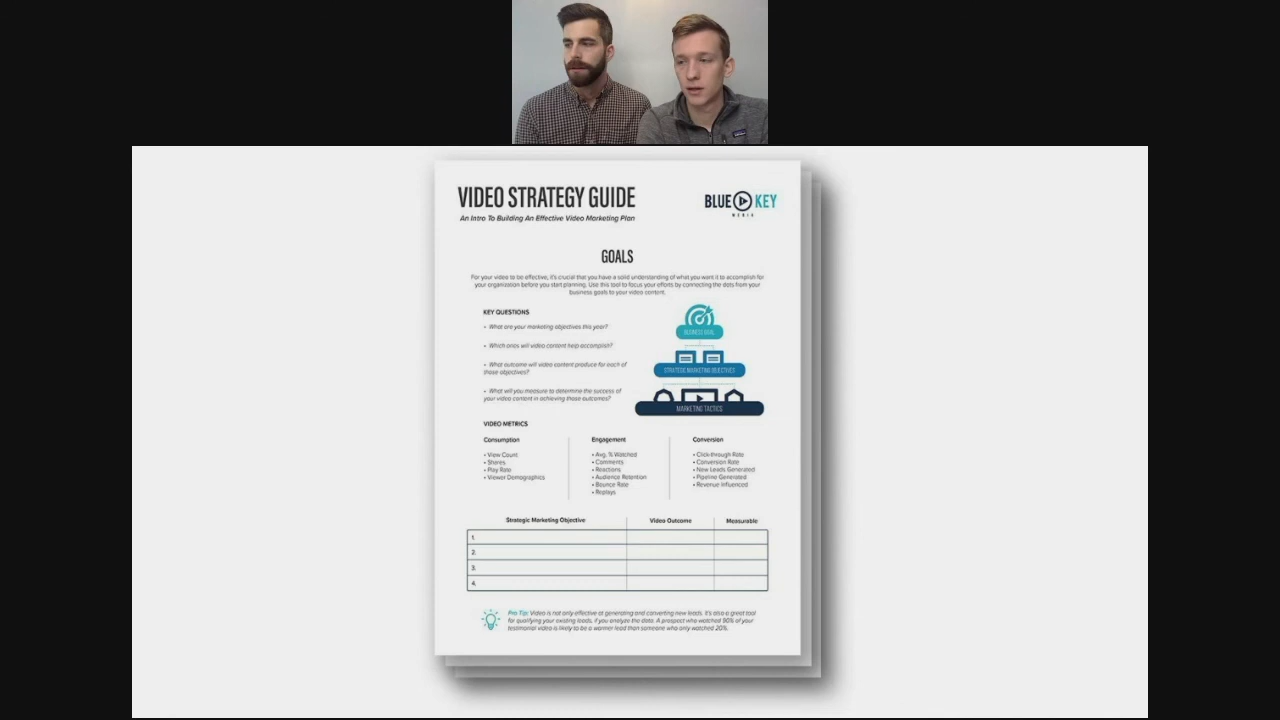 VIDEO STRATEGY GUIDE
An Intro To Building An Effective Video Marketing Plan
BLUE KEY
MEDIA
GOALS
For your video to be effective, it's crucial that you have a solid understanding of what you want it to accomplish for
your organization before you start planning. Use this tool to focus your efforts by connecting the dots from your
business goals to your video content.
KEY QUESTIONS
• What are your marketing objectives this year?
• Which ones will video content help accomplish?
• What outcome will video content produce for each of
those objectives?
• What will you measure to determine the success of
your video content in achieving those outcomes?
BUSINESS GOAL
STRATEGIC MARKETING OBJECTIVES
MARKETING TACTICS
VIDEO METRICS
Consumption
• View Count
• Shares
• Play Rate
• Viewer Demographics
Engagement
• Avg. % Watched
• Comments
• Reactions
• Audience Retention
• Bounce Rate
• Replays
Conversion
• Click-through Rate
• Conversion Rate
• New Leads Generated
• Pipeline Generated
• Revenue Influenced
Strategic Marketing Objective Video Outcome Measurable
1.
2.
3.
4.
Pro Tip: Video is not only effective at generating and converting new leads. It's also a great tool
for qualifying your existing leads, if you analyze the data. A prospect who watched 90% of your
testimonial video is likely to be a warmer lead than someone who only watched 20%.